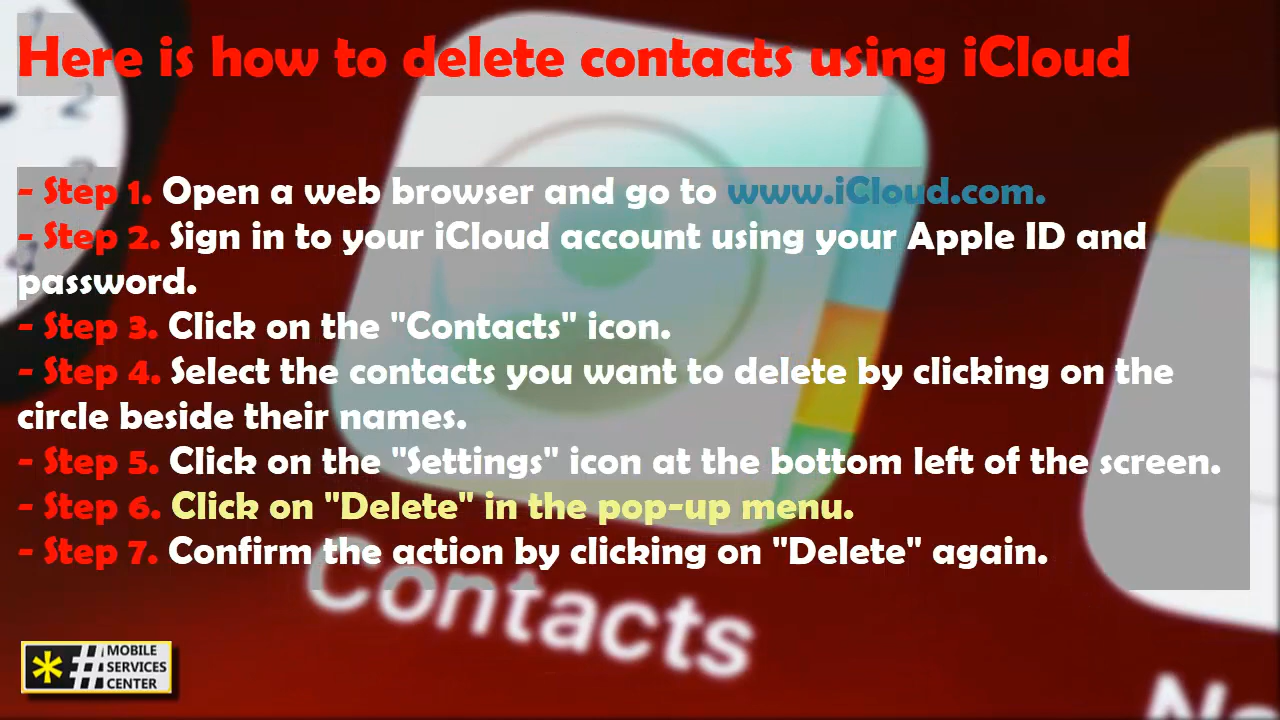 Here is how to delete contacts using iCloud
- Step 1. Open a web browser and go to www.iCloud.com.
- Step 2. Sign in to your iCloud account using your Apple ID and
password.
- Step 3. Click on the "Contacts" icon.
- Step 4. Select the contacts you want to delete by clicking on the
circle beside their names.
- Step 5. Click on the "Settings" icon at the bottom left of the screen.
- Step 6. Click on "Delete" in the pop-up menu.
- Step 7. Confirm the action by clicking on "Delete" again.
Contacts
*# MOBILE
SERVICES
CENTER